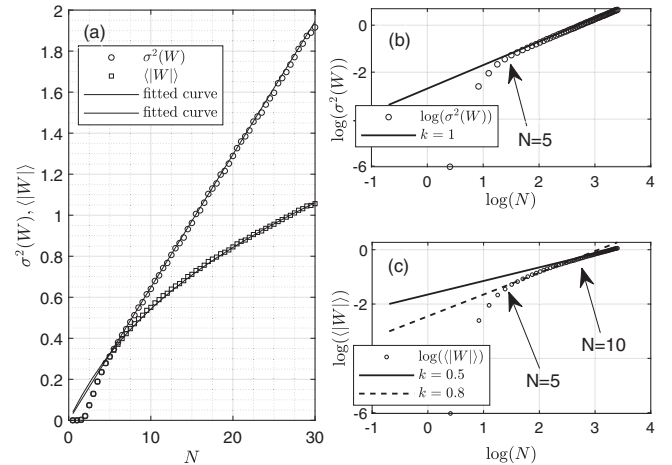 (a)
σ²(W)
⟨|W|⟩
fitted curve
fitted curve
σ²(W), ⟨|W|⟩
2
1.8
1.6
1.4
1.2
1
0.8
0.6
0.4
0.2
0
0 10 20 30
N
(b)
log(σ²(W))
0
-2
-4
-6
log(σ²(W))
k = 1
N=5
-1 0 1 2 3 4
log(N)
(c)
log(⟨|W|⟩)
0
-2
-6
log(⟨|W|⟩)
k = 0.5
k = 0.8
N=5
N=10
-1 0 1 2 3 4
log(N)